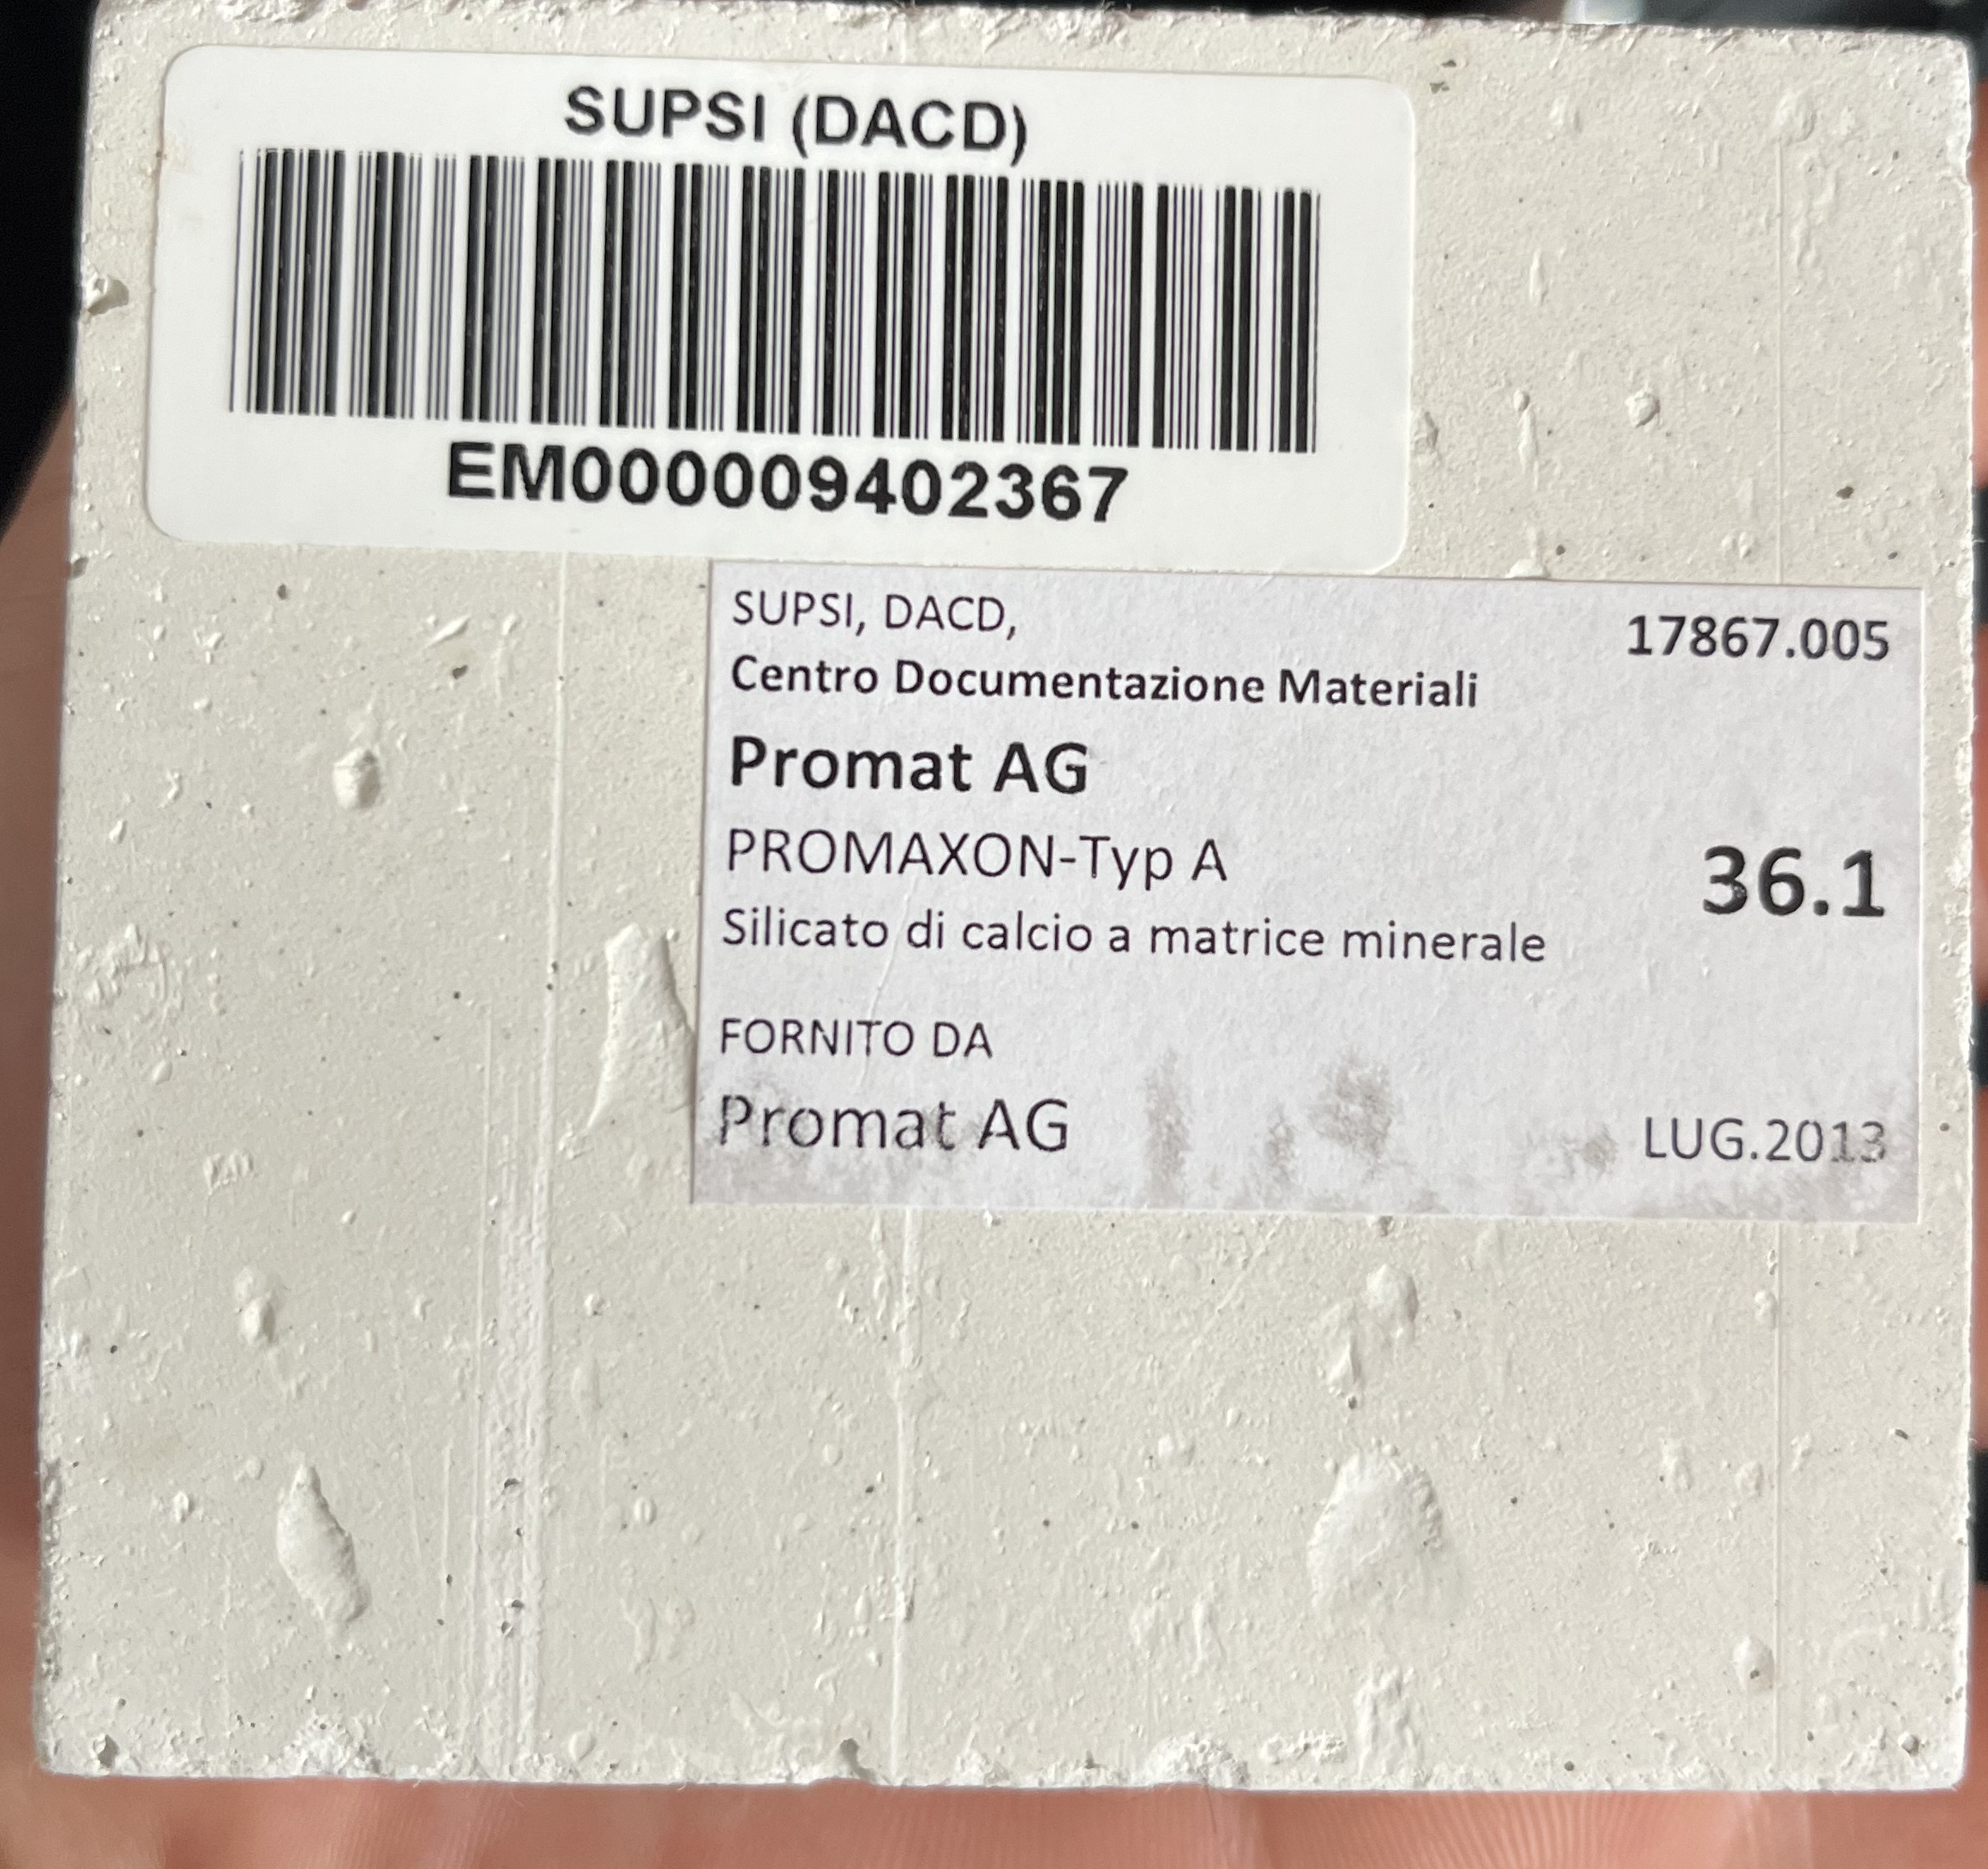 SUPSI (DACD)
EM000009402367
SUPSI, DACD,
17867.005
Centro Documentazione Materiali
Promat AG
PROMAXON-Typ A
36.1
Silicato di calcio a matrice minerale
FORNITO DA
Promat AG
LUG.2013